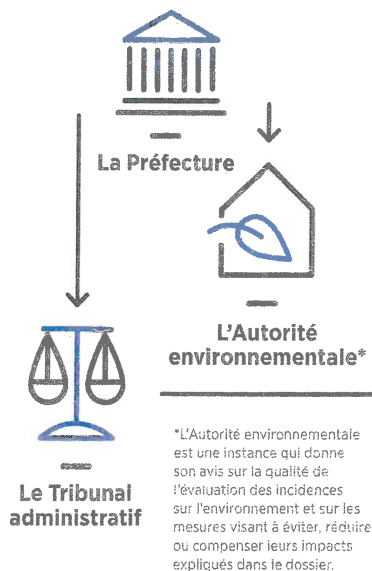 La Préfecture
L'Autorité
environnementale*
Le Tribunal
administratif
*L'Autorité environnementale
est une instance qui donne
son avis sur la qualité de
l'évaluation des incidences
sur l'environnement et sur les
mesures visant à éviter, réduire
ou compenser leurs impacts
expliqués dans le dossier.